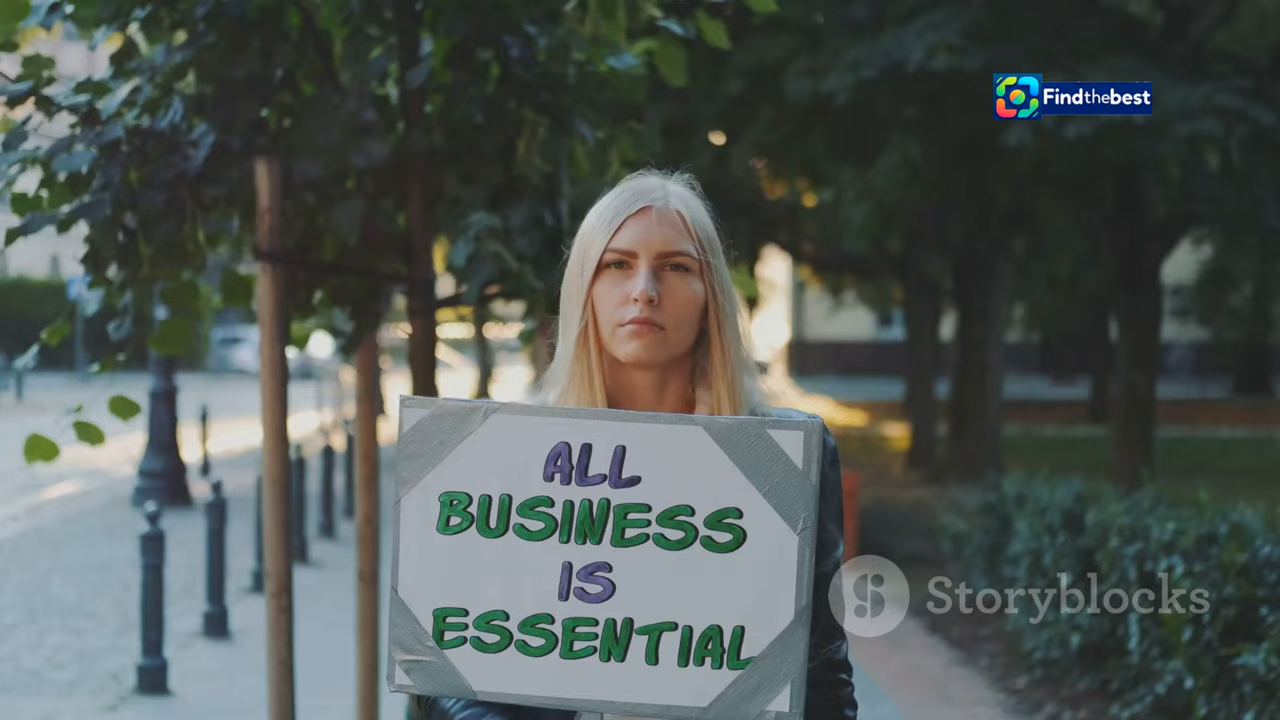 Findthebest
ALL
BUSINESS
IS
ESSENTIAL
Storyblocks